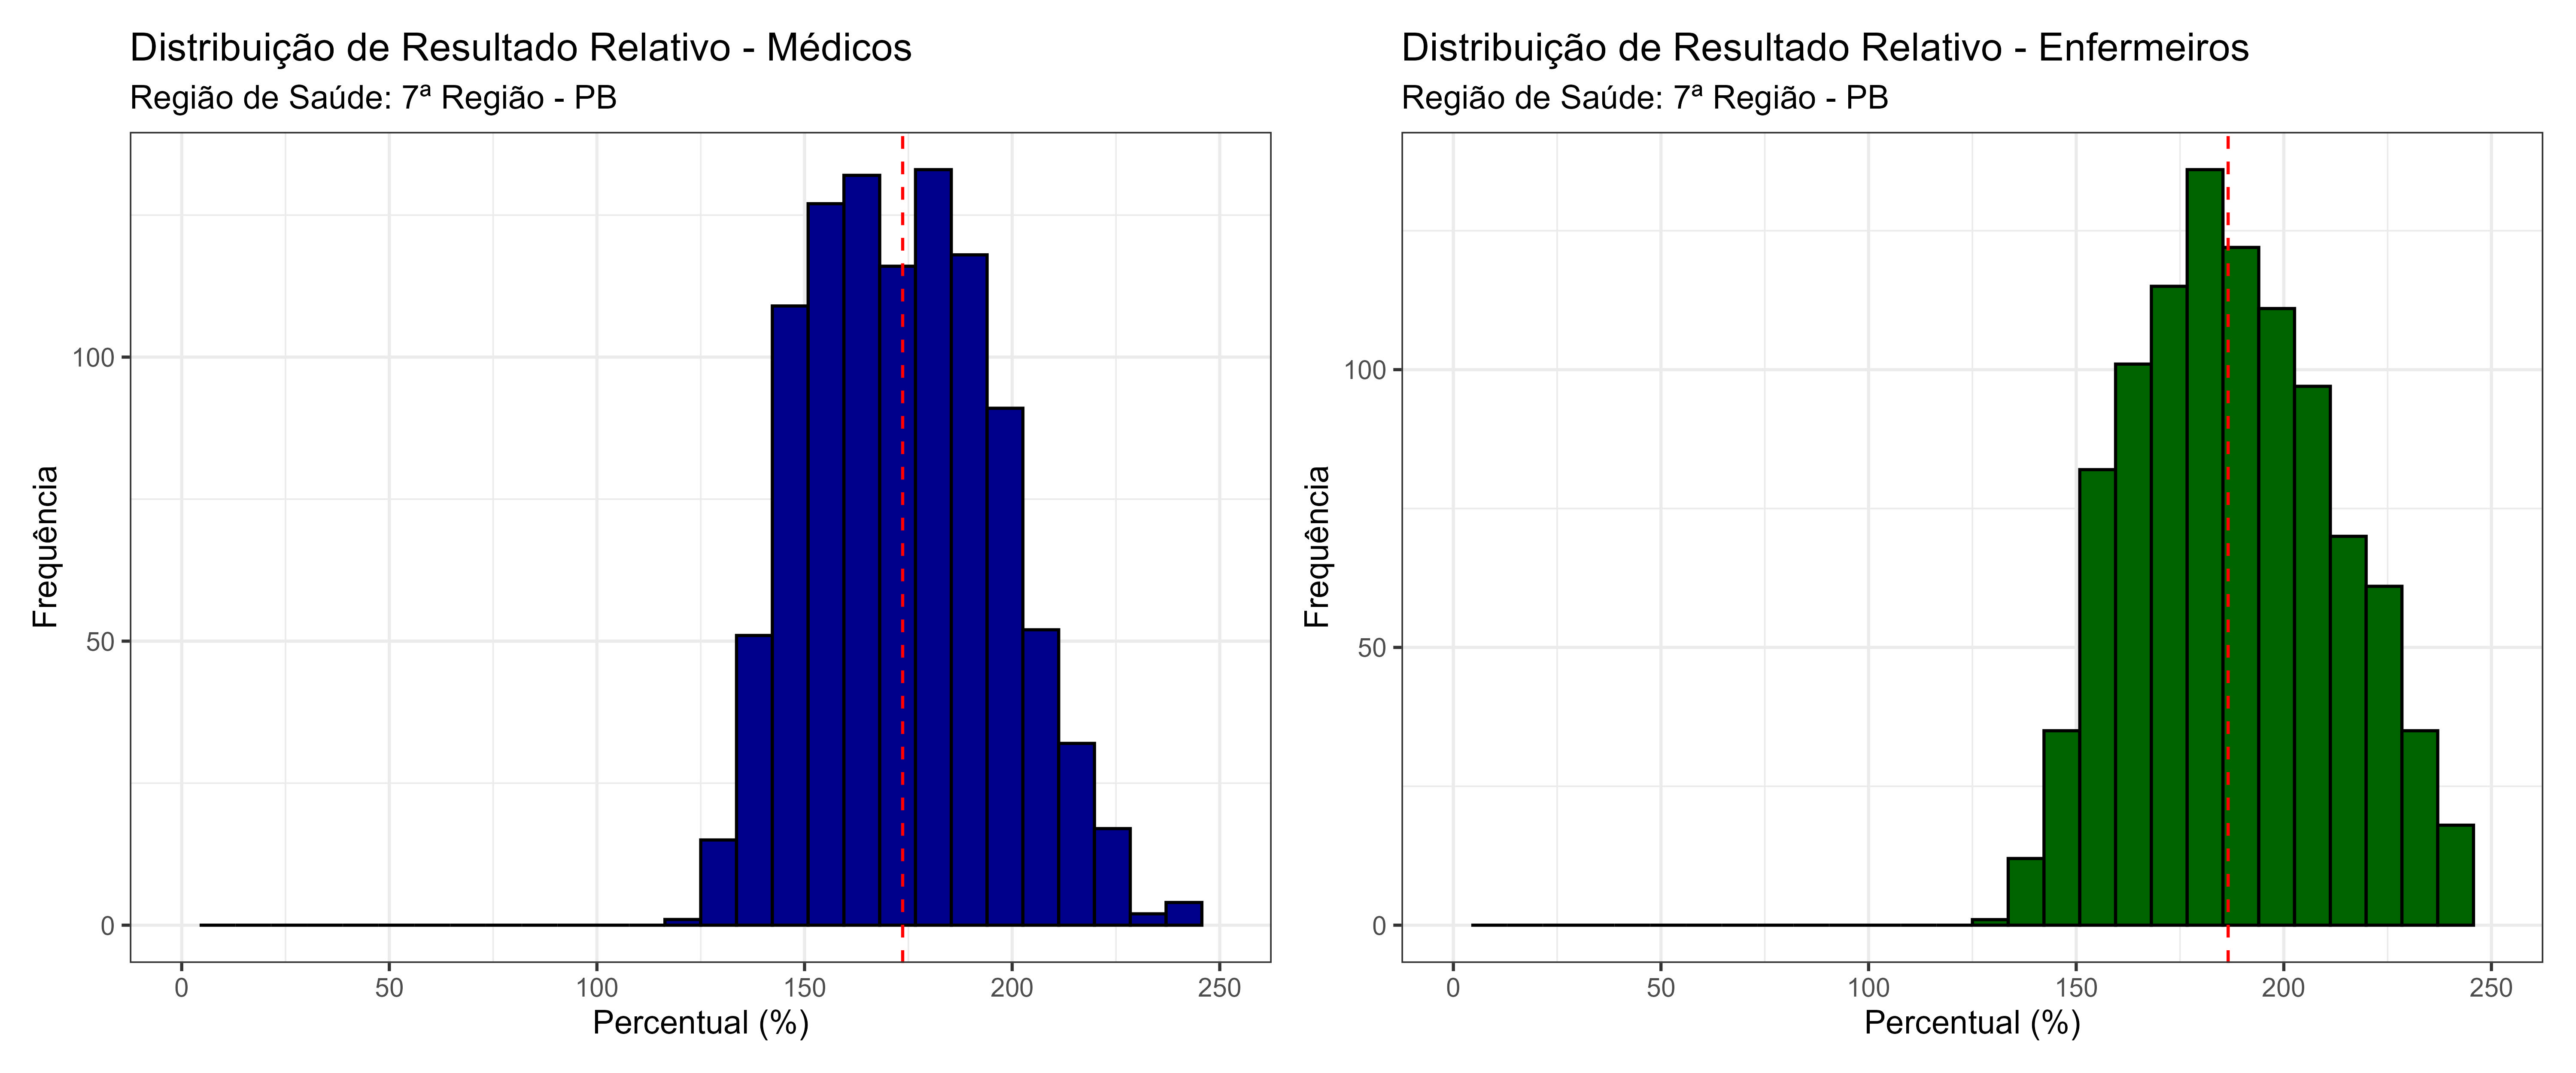 Distribuição de Resultado Relativo - Médicos
Região de Saúde: 7ª Região - PB
Frequência
100
50
0
0 50 100 150 200 250
Percentual (%)
Distribuição de Resultado Relativo - Enfermeiros
Região de Saúde: 7ª Região - PB
Frequência
100
50
0
0 50 100 150 200 250
Percentual (%)